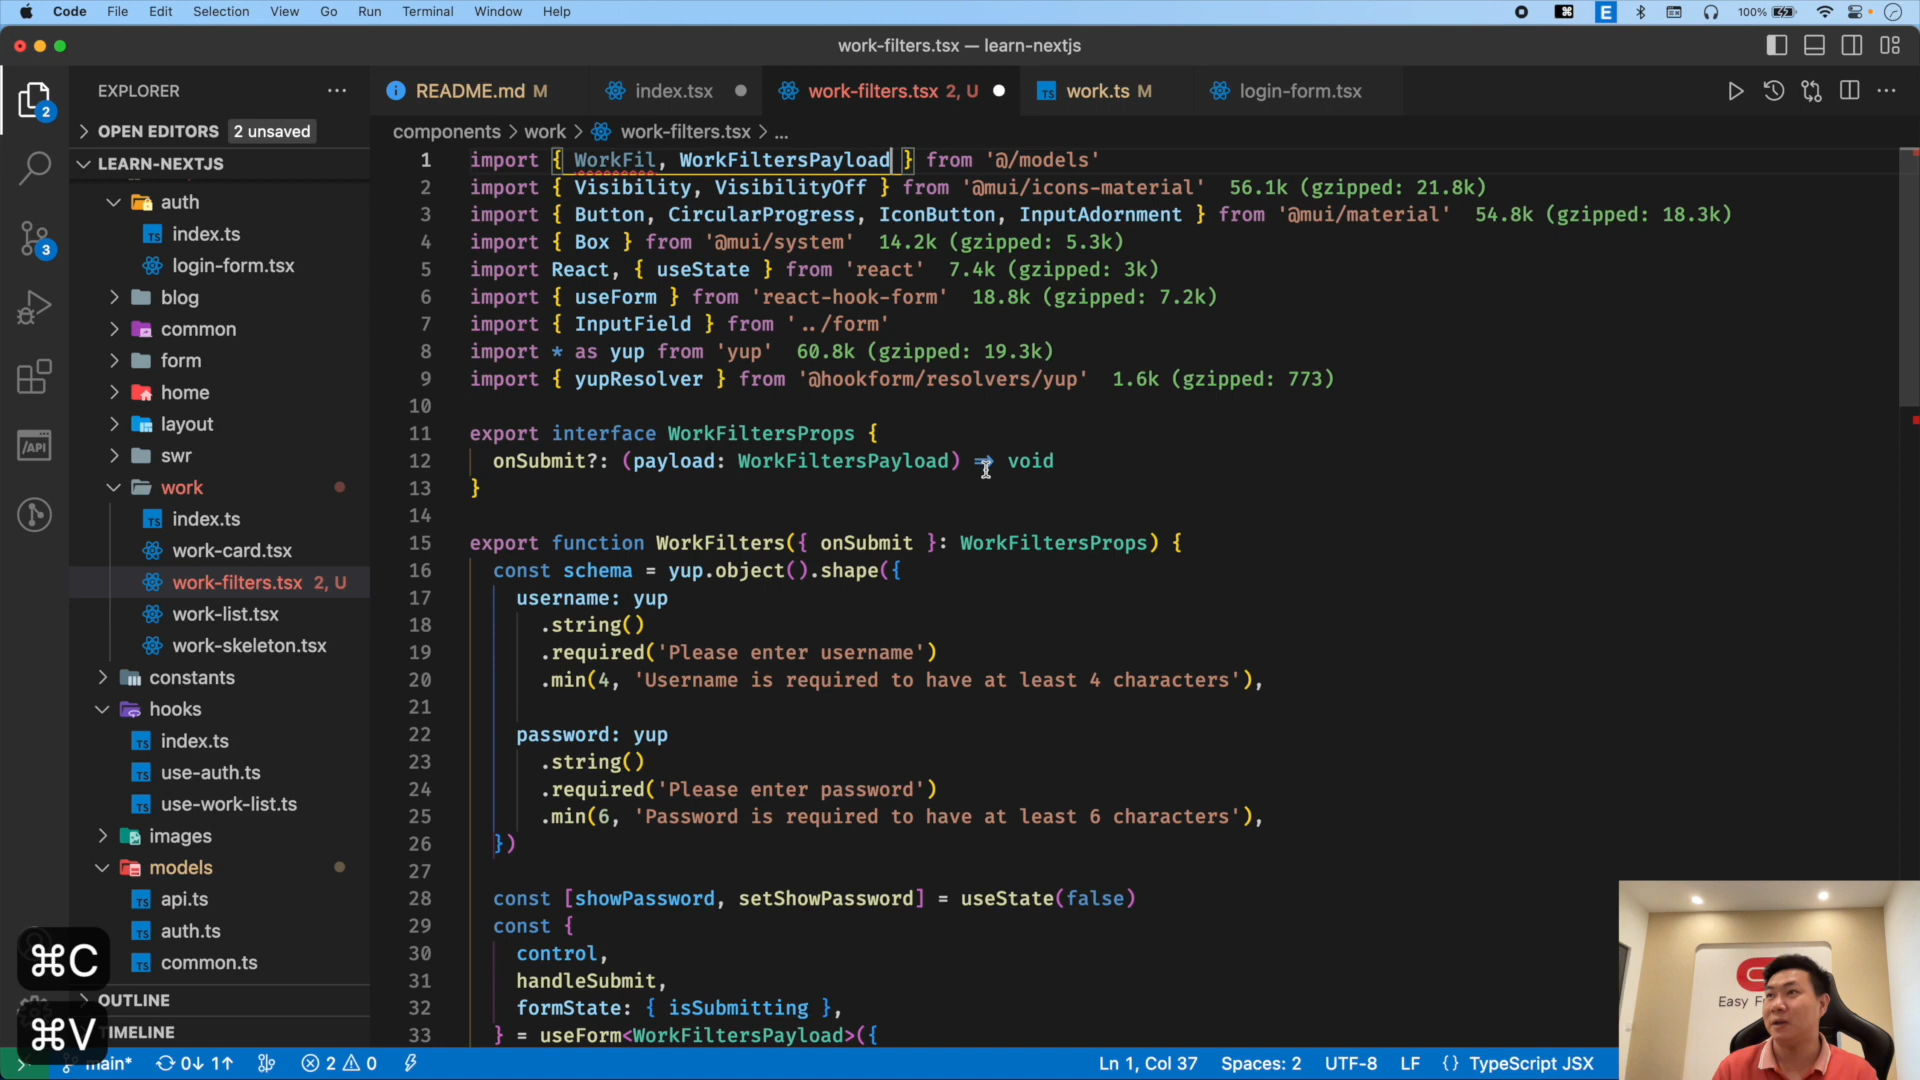 Code File Edit Selection View Go Run Terminal Window Help
E 100%
work-filters.tsx — learn-nextjs
EXPLORER
README.md M index.tsx work-filters.tsx 2, U work.ts M login-form.tsx
OPEN EDITORS 2 unsaved
components > work > work-filters.tsx > ...
LEARN-NEXTJS
auth
index.ts
login-form.tsx
blog
common
form
home
layout
swr
work
index.ts
work-card.tsx
work-filters.tsx 2, U
work-list.tsx
work-skeleton.tsx
constants
hooks
index.ts
use-auth.ts
use-work-list.ts
images
models
api.ts
auth.ts
common.ts
OUTLINE
TIMELINE
2
3
/API
⌘C
⌘V
1 import { WorkFil, WorkFiltersPayload } from '@/models'
2 import { Visibility, VisibilityOff } from '@mui/icons-material' 56.1k (gzipped: 21.8k)
3 import { Button, CircularProgress, IconButton, InputAdornment } from '@mui/material' 54.8k (gzipped: 18.3k)
4 import { Box } from '@mui/system' 14.2k (gzipped: 5.3k)
5 import React, { useState } from 'react' 7.4k (gzipped: 3k)
6 import { useForm } from 'react-hook-form' 18.8k (gzipped: 7.2k)
7 import { InputField } from '../form'
8 import * as yup from 'yup' 60.8k (gzipped: 19.3k)
9 import { yupResolver } from '@hookform/resolvers/yup' 1.6k (gzipped: 773)
10
11 export interface WorkFiltersProps {
12 onSubmit?: (payload: WorkFiltersPayload) => void
13 }
14
15 export function WorkFilters({ onSubmit }: WorkFiltersProps) {
16 const schema = yup.object().shape({
17 username: yup
18 .string()
19 .required('Please enter username')
20 .min(4, 'Username is required to have at least 4 characters'),
21
22 password: yup
23 .string()
24 .required('Please enter password')
25 .min(6, 'Password is required to have at least 6 characters'),
26 })
27
28 const [showPassword, setShowPassword] = useState(false)
29 const {
30 control,
31 handleSubmit,
32 formState: { isSubmitting },
33 } = useForm<WorkFiltersPayload>({
Easy
main* 0↓ 1↑ 2 0 Ln 1, Col 37 Spaces: 2 UTF-8 LF {} TypeScript JSX